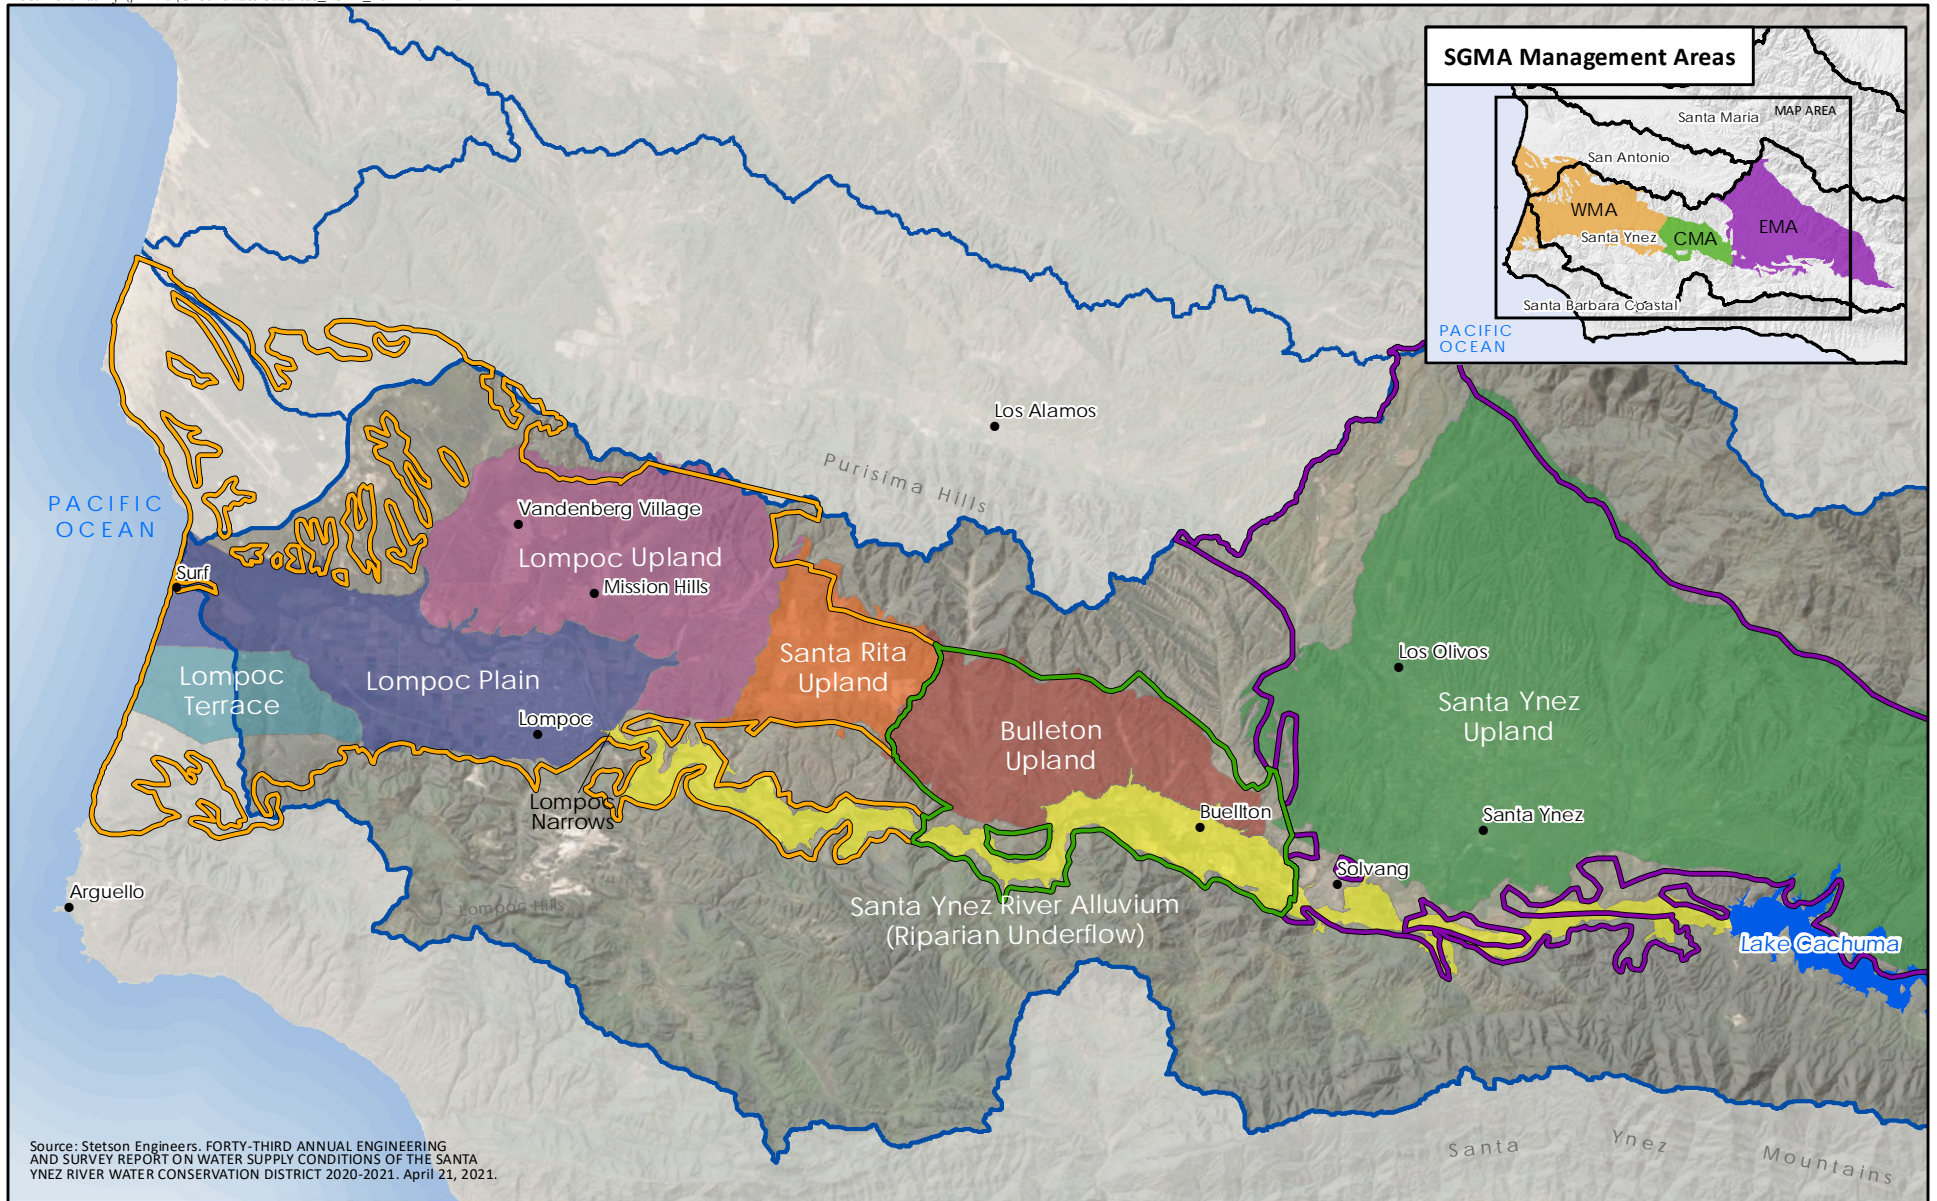 SGMA Management Areas
MAP AREA
Santa Maria
San Antonio
WMA
EMA
Santa Ynez
CMA
Santa Barbara Coastal
PACIFIC
OCEAN
Los Alamos
Purisima Hills
PACIFIC
OCEAN
Vandenberg Village
Lompoc Upland
Surf
Mission Hills
Santa Rita
Upland
Los Olivos
Lompoc
Terrace
Lompoc Plain
Santa Ynez
Upland
Lompoc
Bulleton
Upland
Lompoc
Narrows
Buellton
Santa Ynez
Solvang
Arguello
Lompoc Hills
Santa Ynez River Alluvium
(Riparian Underflow)
Lake Cachuma
Santa Ynez Mountains
Source: Stetson Engineers. FORTY-THIRD ANNUAL ENGINEERING
AND SURVEY REPORT ON WATER SUPPLY CONDITIONS OF THE SANTA
YNEZ RIVER WATER CONSERVATION DISTRICT 2020-2021. April 21, 2021.